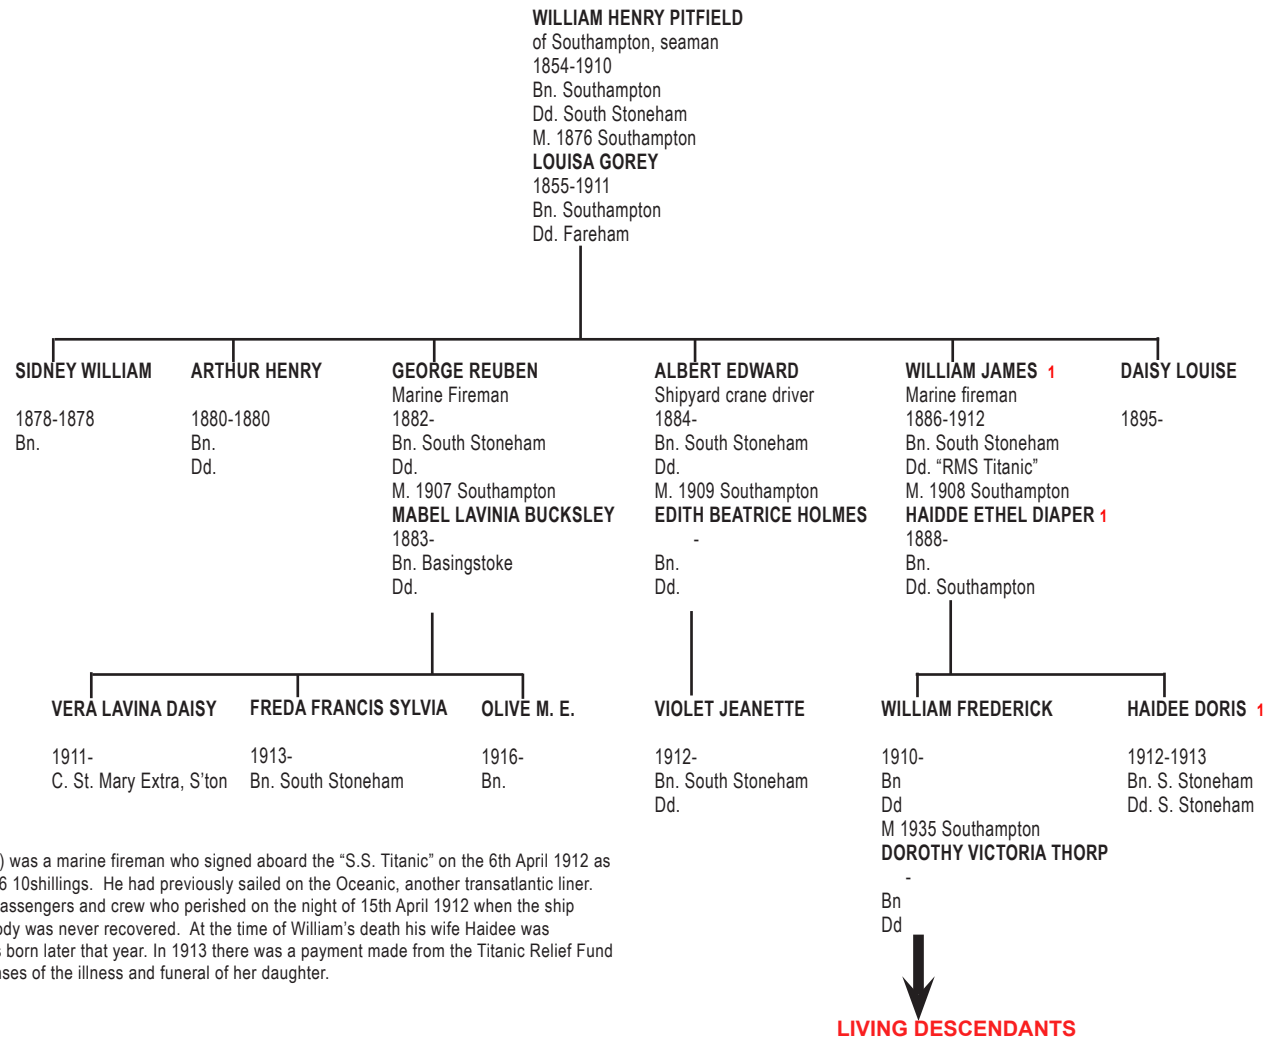 WILLIAM HENRY PITFIELD
of Southampton, seaman
1854-1910
Bn. Southampton
Dd. South Stoneham
M. 1876 Southampton
LOUISA GOREY
1855-1911
Bn. Southampton
Dd. Fareham
SIDNEY WILLIAM
1878-1878
Bn.
ARTHUR HENRY
1880-1880
Bn.
Dd.
GEORGE REUBEN
Marine Fireman
1882-
Bn. South Stoneham
Dd.
M. 1907 Southampton
MABEL LAVINIA BUCKSLEY
1883-
Bn. Basingstoke
Dd.
ALBERT EDWARD
Shipyard crane driver
1884-
Bn. South Stoneham
Dd.
M. 1909 Southampton
EDITH BEATRICE HOLMES
-
Bn.
Dd.
WILLIAM JAMES 1
Marine fireman
1886-1912
Bn. South Stoneham
Dd. “RMS Titanic”
M. 1908 Southampton
HAIDDE ETHEL DIAPER 1
1888-
Bn.
Dd. Southampton
DAISY LOUISE
1895-
VERA LAVINA DAISY
1911-
C. St. Mary Extra, S’ton
FREDA FRANCIS SYLVIA
1913-
Bn. South Stoneham
OLIVE M. E.
1916-
Bn.
VIOLET JEANETTE
1912-
Bn. South Stoneham
Dd.
WILLIAM FREDERICK
1910-
Bn
Dd
M 1935 Southampton
DOROTHY VICTORIA THORP
-
Bn
Dd
HAIDEE DORIS 1
1912-1913
Bn. S. Stoneham
Dd. S. Stoneham
) was a marine fireman who signed aboard the “S.S. Titanic” on the 6th April 1912 as
6 10shillings. He had previously sailed on the Oceanic, another transatlantic liner.
assengers and crew who perished on the night of 15th April 1912 when the ship
ody was never recovered. At the time of William’s death his wife Haidee was
s born later that year. In 1913 there was a payment made from the Titanic Relief Fund
ases of the illness and funeral of her daughter.
LIVING DESCENDANTS